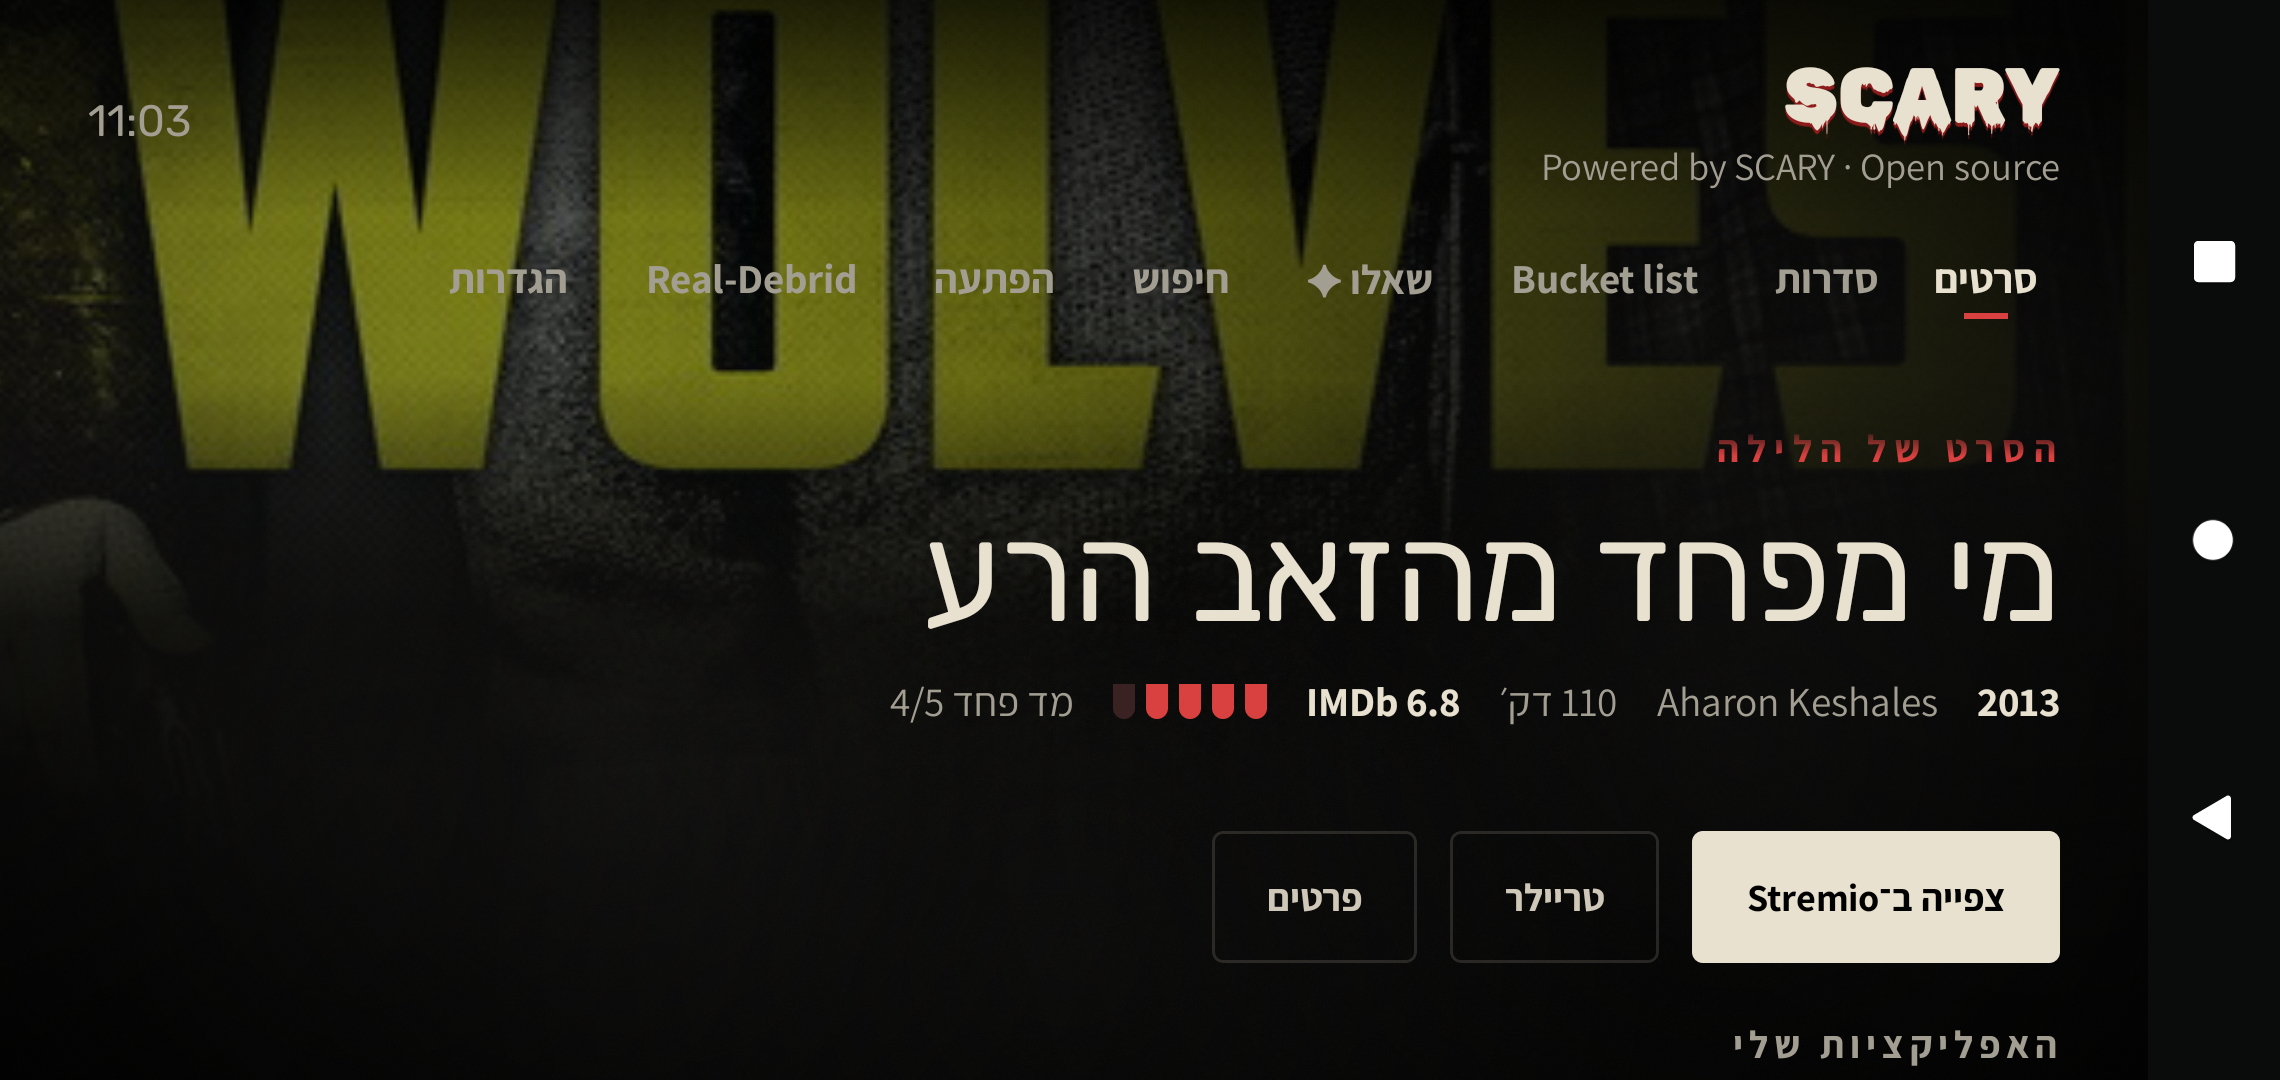 WOLVES
SCARY
11:03
Powered by SCARY · Open source
סרטים סדרות Bucket list שאלו ✦ חיפוש הפתעה Real-Debrid הגדרות
הסרט של הלילה
מי מפחד מהזאב הרע
2013 Aharon Keshales 110 דק׳ IMDb 6.8 מד פחד 4/5
צפייה ב־Stremio טריילר פרטים
האפליקציות שלי